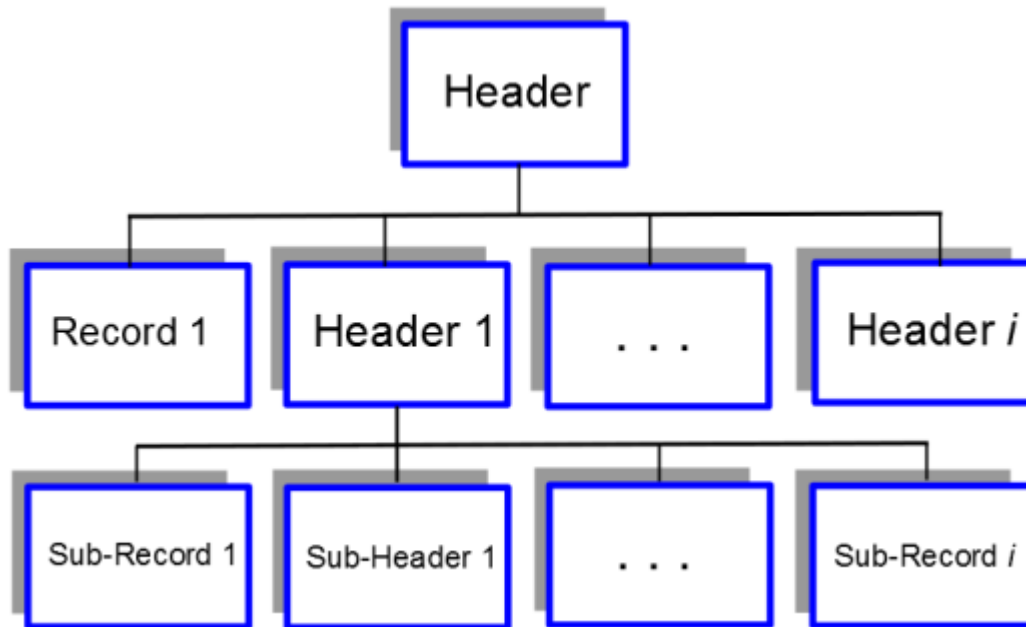 Header
Record 1
Header 1
. . .
Header i
Sub-Record 1
Sub-Header 1
. . .
Sub-Record i